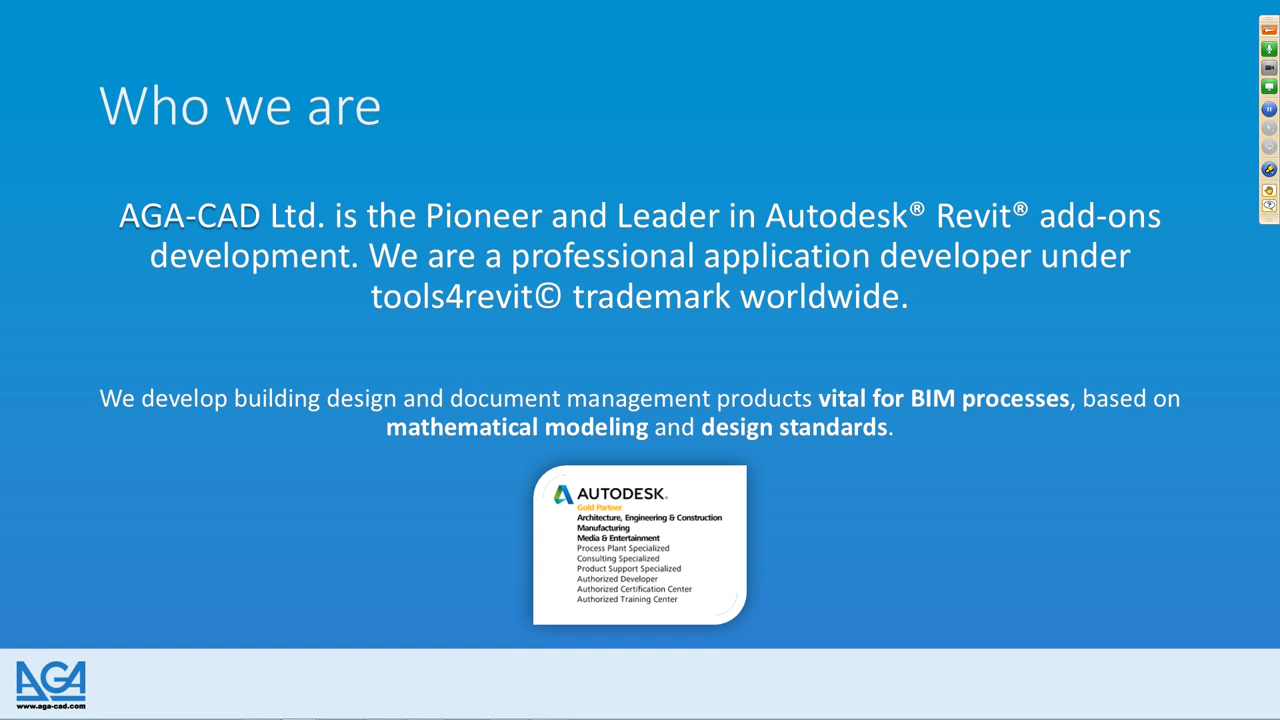 Who we are
AGA-CAD Ltd. is the Pioneer and Leader in Autodesk® Revit® add-ons
development. We are a professional application developer under
tools4revit© trademark worldwide.
We develop building design and document management products vital for BIM processes, based on
mathematical modeling and design standards.
AUTODESK.
Gold Partner
Architecture, Engineering & Construction
Manufacturing
Media & Entertainment
Process Plant Specialized
Consulting Specialized
Product Support Specialized
Authorized Developer
Authorized Certification Center
Authorized Training Center
AGA
www.aga-cad.com